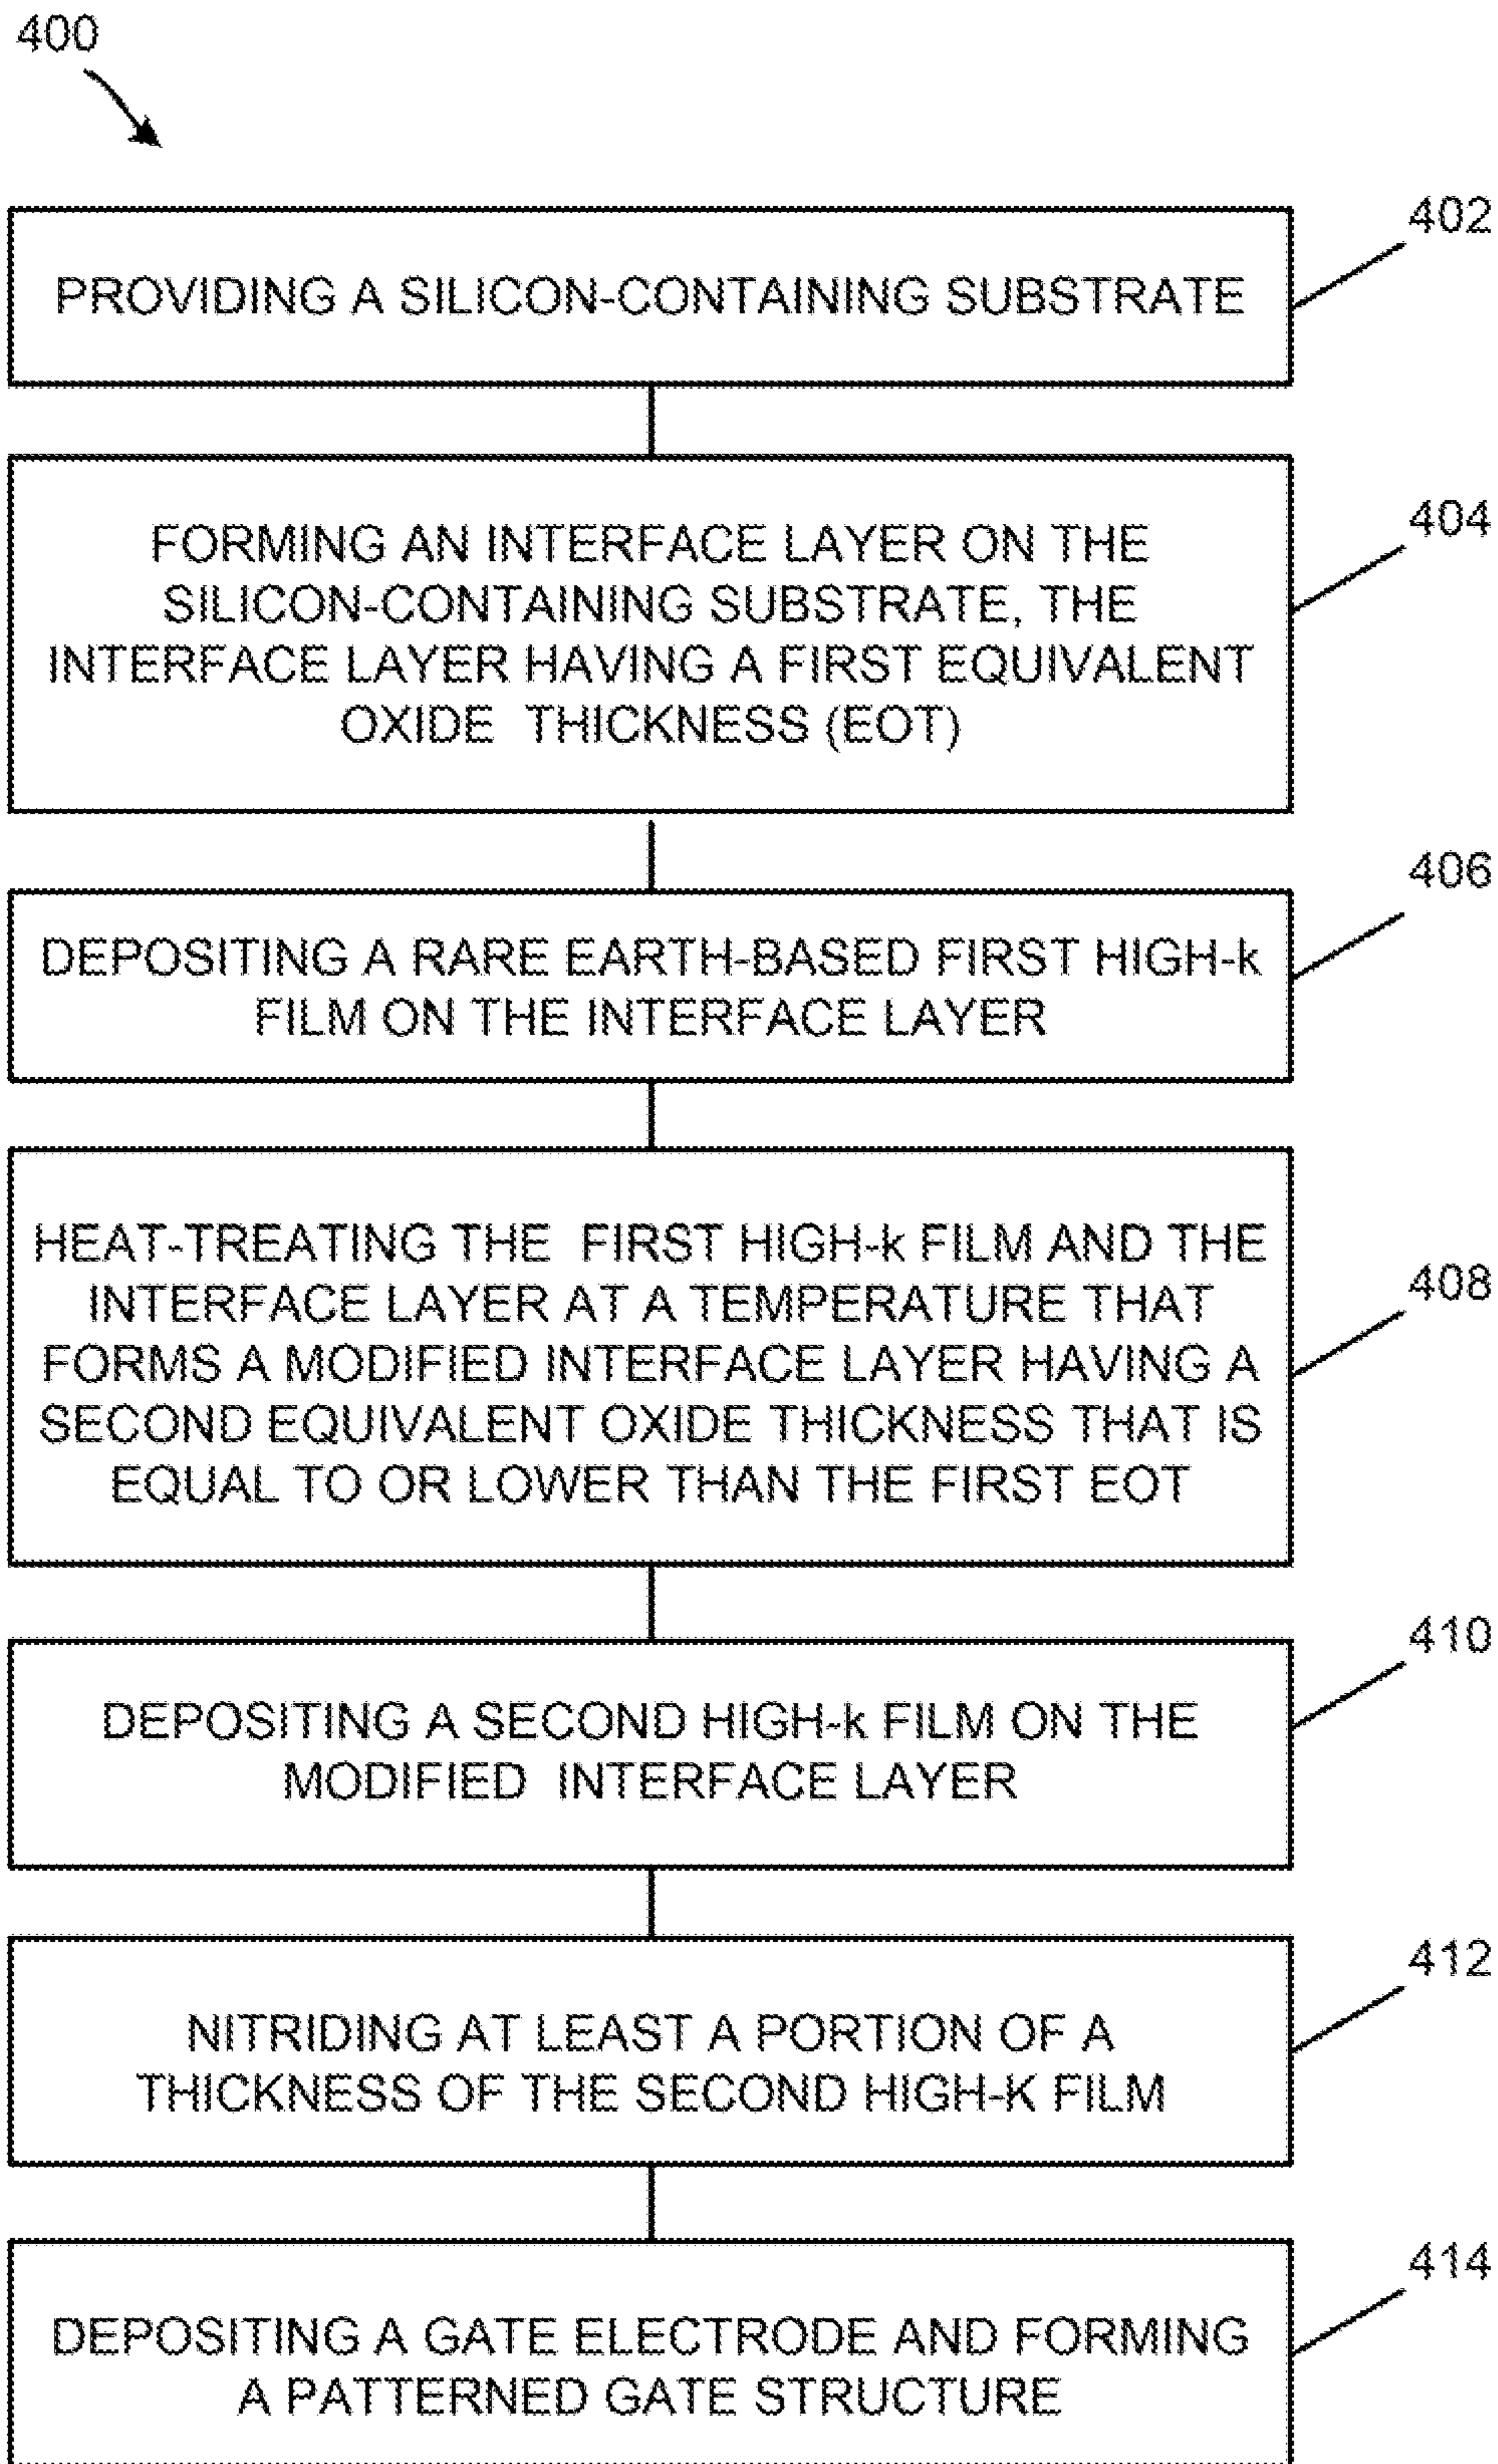 400
402
PROVIDING A SILICON-CONTAINING SUBSTRATE
404
FORMING AN INTERFACE LAYER ON THE
SILICON-CONTAINING SUBSTRATE, THE
INTERFACE LAYER HAVING A FIRST EQUIVALENT
OXIDE THICKNESS (EOT)
406
DEPOSITING A RARE EARTH-BASED FIRST HIGH-k
FILM ON THE INTERFACE LAYER
408
HEAT-TREATING THE FIRST HIGH-k FILM AND THE
INTERFACE LAYER AT A TEMPERATURE THAT
FORMS A MODIFIED INTERFACE LAYER HAVING A
SECOND EQUIVALENT OXIDE THICKNESS THAT IS
EQUAL TO OR LOWER THAN THE FIRST EOT
410
DEPOSITING A SECOND HIGH-k FILM ON THE
MODIFIED INTERFACE LAYER
412
NITRIDING AT LEAST A PORTION OF A
THICKNESS OF THE SECOND HIGH-K FILM
414
DEPOSITING A GATE ELECTRODE AND FORMING
A PATTERNED GATE STRUCTURE